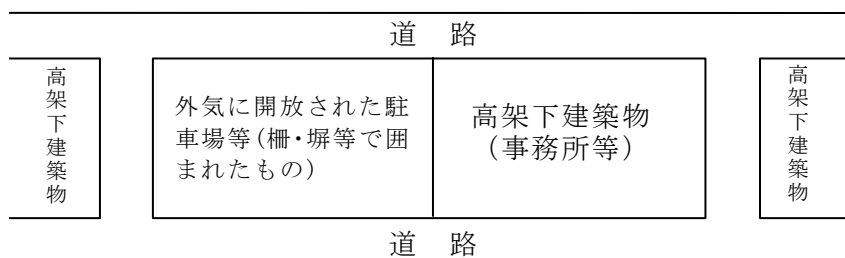 道 路
高架下建築物
外気に開放された駐
車場等(柵・塀等で囲
まれたもの)
高架下建築物
(事務所等)
高架下建築物
道 路